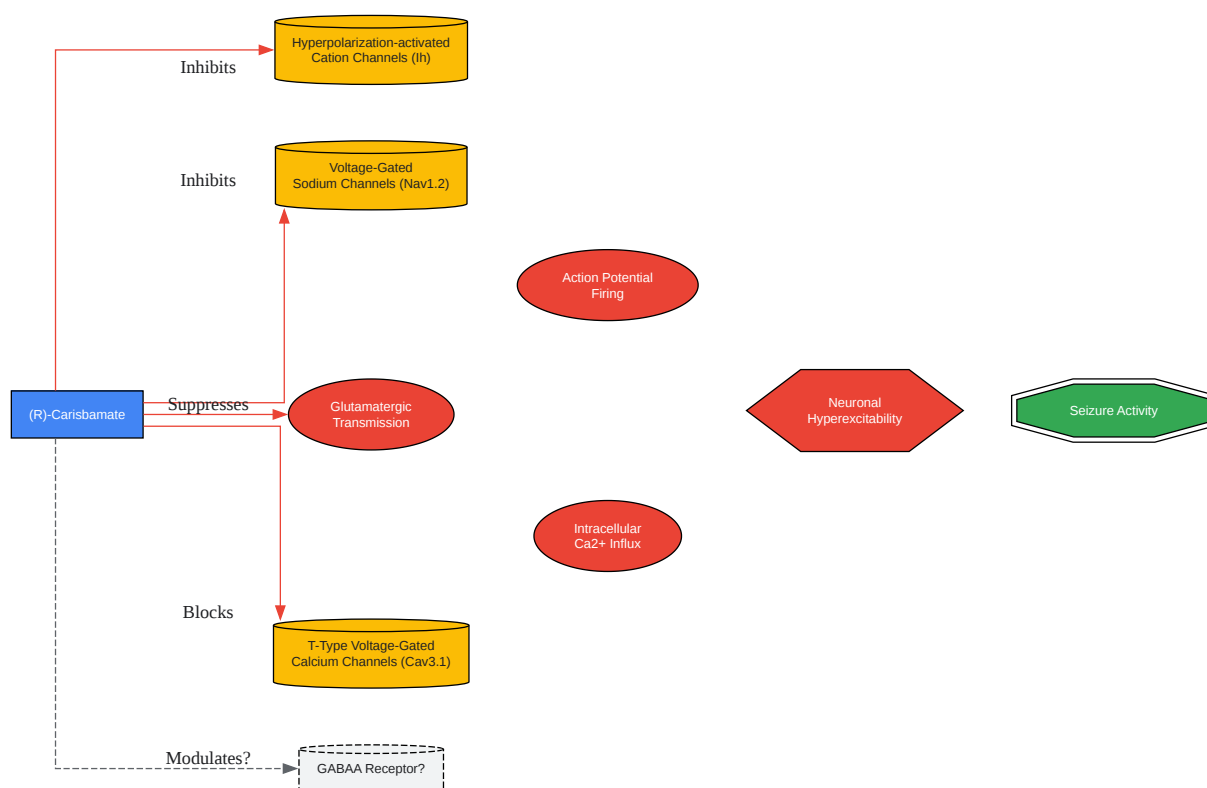 Hyperpolarization-activated
Cation Channels (Ih)
Inhibits
Voltage-Gated
Sodium Channels (Nav1.2)
Inhibits
Action Potential
Firing
(R)-Carisbamate
Suppresses
Glutamatergic
Transmission
Neuronal
Hyperexcitability
Seizure Activity
Intracellular
Ca2+ Influx
Blocks
T-Type Voltage-Gated
Calcium Channels (Cav3.1)
Modulates?
GABAA Receptor?